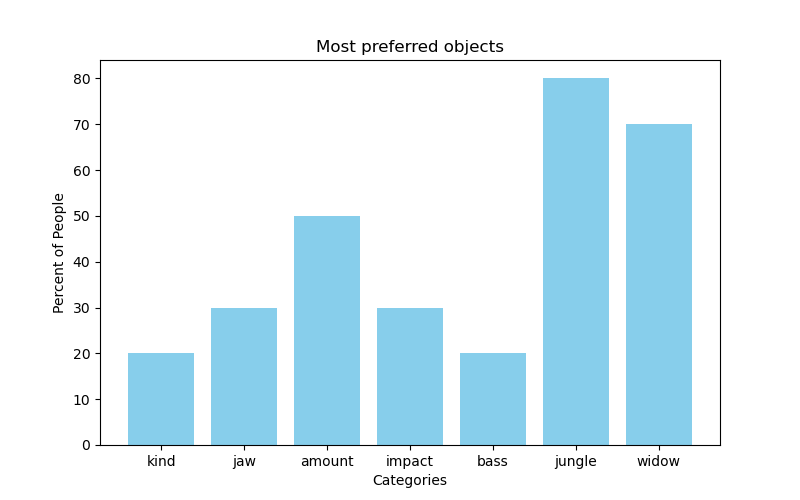 Most preferred objects
Percent of People
80
70
60
50
40
30
20
10
0
kind jaw amount impact bass jungle widow
Categories